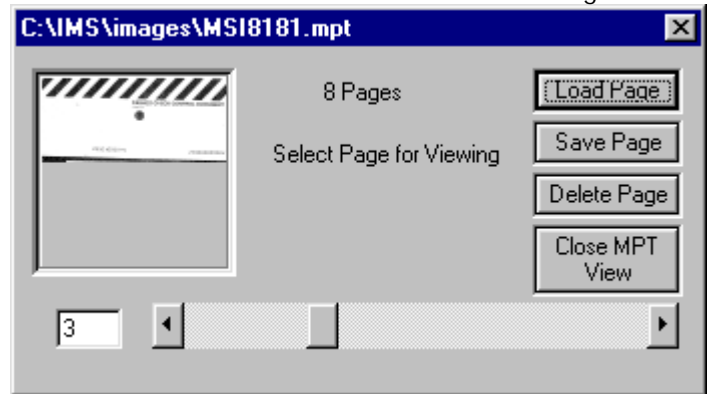 C:\IMS\images\MSI8181.mpt
8 Pages
Load Page
Select Page for Viewing
Save Page
Delete Page
Close MPT
View
3